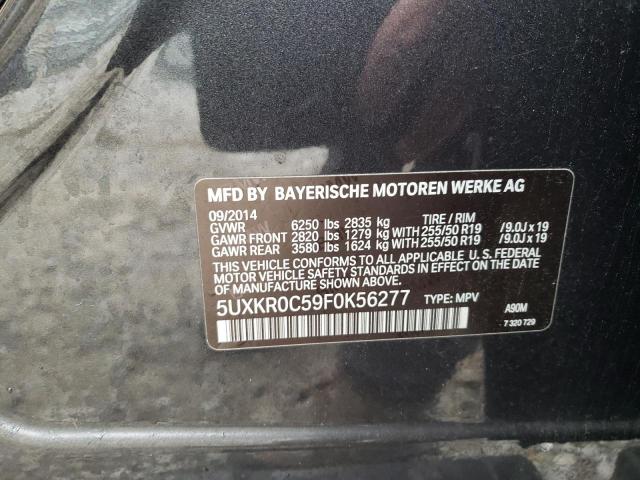 MFD BY BAYERISCHE MOTOREN WERKE AG
09/2014
GVWR 6250 lbs 2835 kg TIRE / RIM
GAWR FRONT 2820 lbs 1279 kg WITH 255/50 R19 /9.0J x 19
GAWR REAR 3580 lbs 1624 kg WITH 255/50 R19 /9.0J x 19
THIS VEHICLE CONFORMS TO ALL APPLICABLE U. S. FEDERAL
MOTOR VEHICLE SAFETY STANDARDS IN EFFECT ON THE
DATE OF MANUFACTURE SHOWN ABOVE.
5UXKR0C59F0K56277 TYPE: MPV A90M
7 320 729